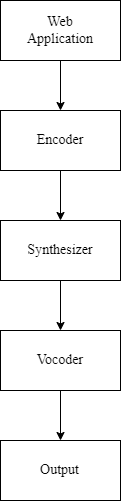 Web
Application
Encoder
Synthesizer
Vocoder
Output